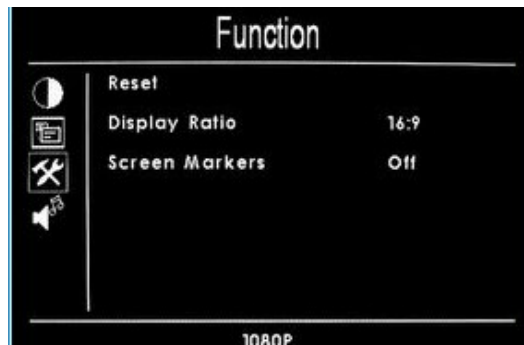 Function
Reset
Display Ratio 16:9
Screen Markers Off
1080P